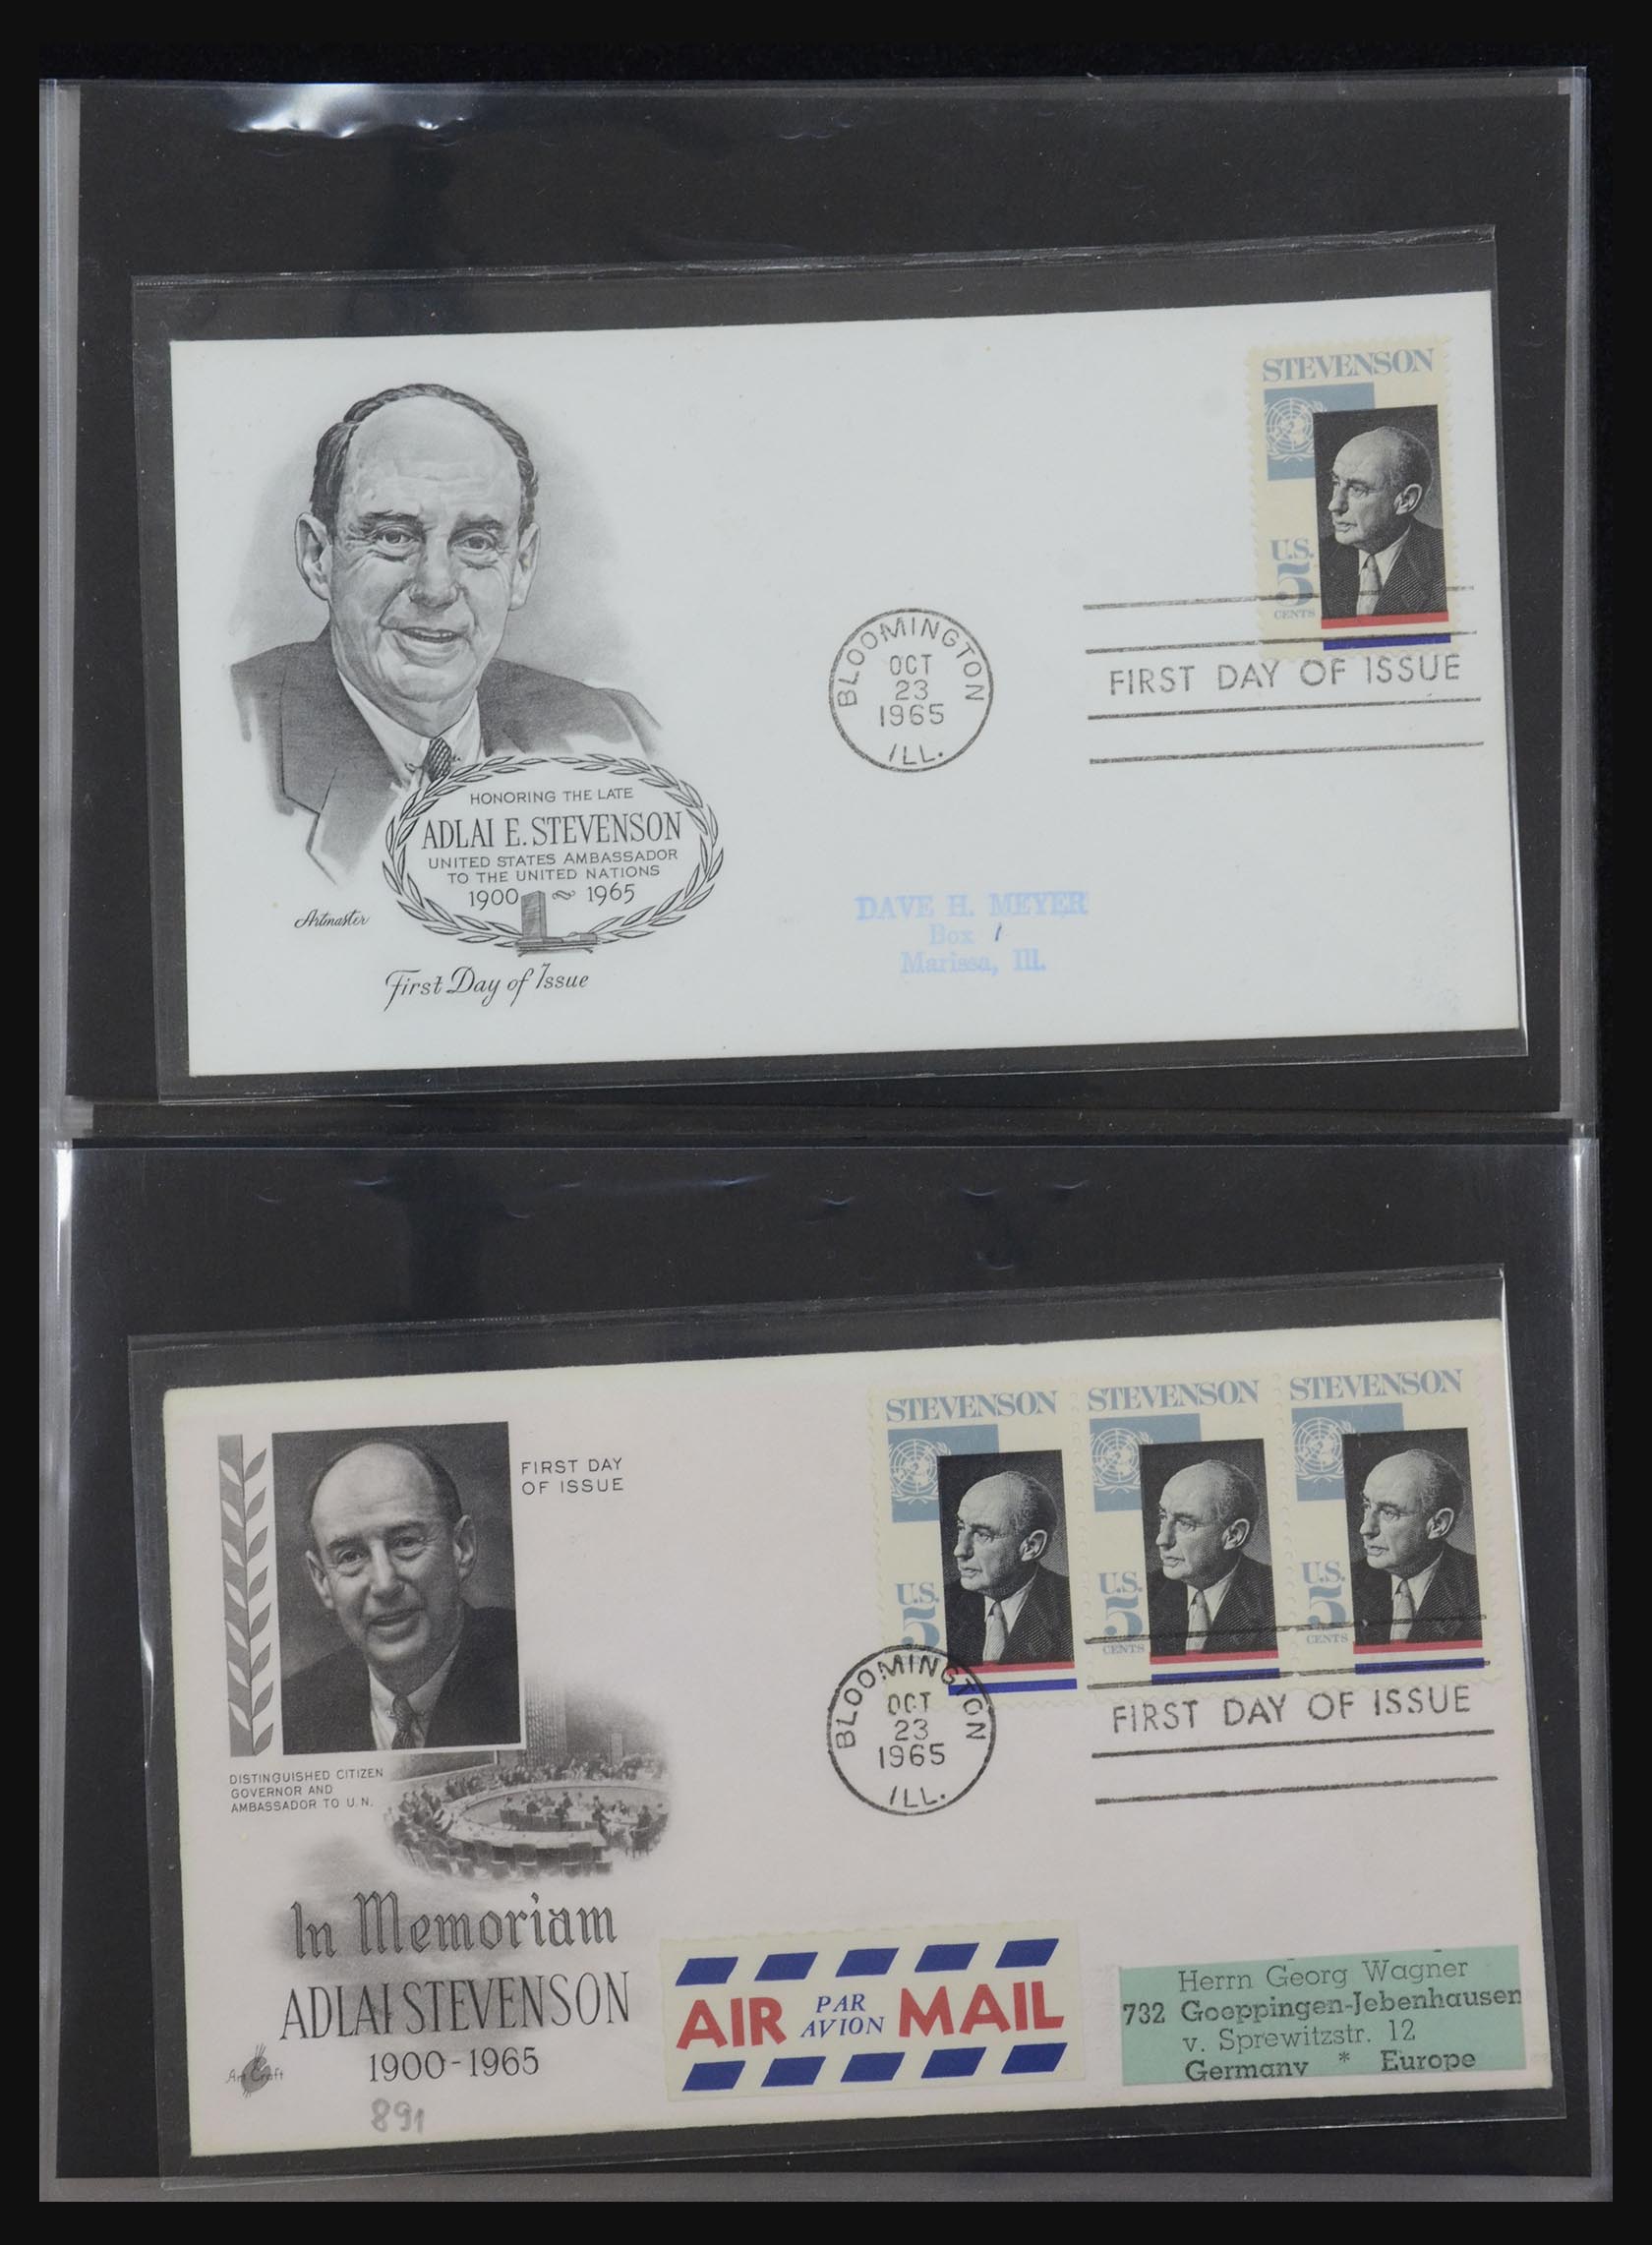 STEVENSON
U.S.
5
CENTS
BLOOMINGTON
OCT
23
1965
ILL.
FIRST DAY OF ISSUE
HONORING THE LATE
ADLAI E. STEVENSON
UNITED STATES AMBASSADOR
TO THE UNITED NATIONS
1900 ~ 1965
Artmaster
First Day of Issue
DAVE H. MEYER
Box 1
Marissa, Ill.
STEVENSON STEVENSON STEVENSON
FIRST DAY
OF ISSUE
U.S. U.S. U.S.
5 5 5
CENTS CENTS
BLOOMINGTON
OCT
23
1965
ILL.
FIRST DAY OF ISSUE
DISTINGUISHED CITIZEN
GOVERNOR AND
AMBASSADOR TO U.N.
In Memoriam
ADLAI STEVENSON
1900-1965
Art Craft
891
AIR PAR AVION MAIL
Herrn Georg Wagner
732 Goeppingen-Jebenhausen
v. Sprewitzstr. 12
Germany * Europe